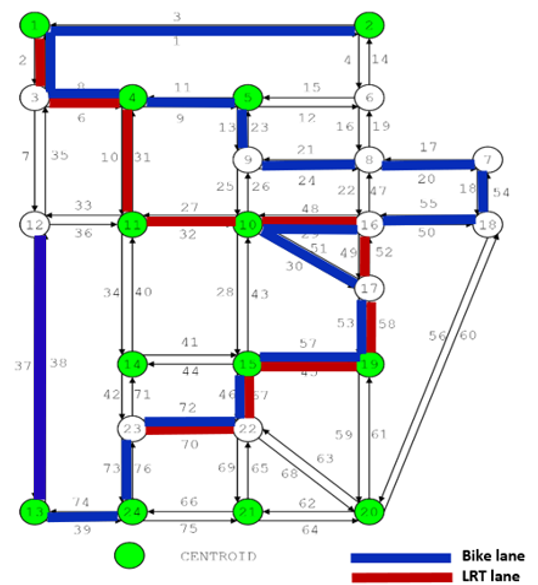 3
1 2
1
2 4 14
8 11 15
3 4 5 6
6 9 12
13 23 16 19
21 17
7 35 10 31 9 8 7
24 20
25 26 22 47 18 54
33 27 48 55
12 11 10 16 18
36 32 29 50
51 49 52
30
17
34 40 28 43 53 58
56 60
41 57
37 38 14 15 19
44 45
42 71 46 67
72
23 22 59 61
70
63
73 76 69 65 68
74 66 62
13 24 21 20
39 75 64
CENTROID
Bike lane
LRT lane